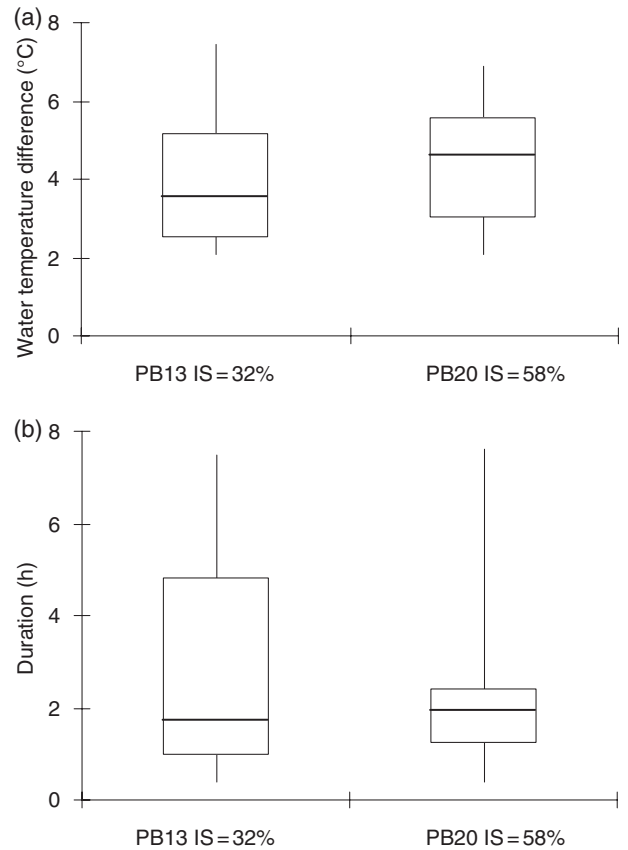 (a)
Water temperature difference (°C)
8
6
4
2
0
PB13 IS = 32%
PB20 IS = 58%
(b)
Duration (h)
8
6
4
2
0
PB13 IS = 32%
PB20 IS = 58%